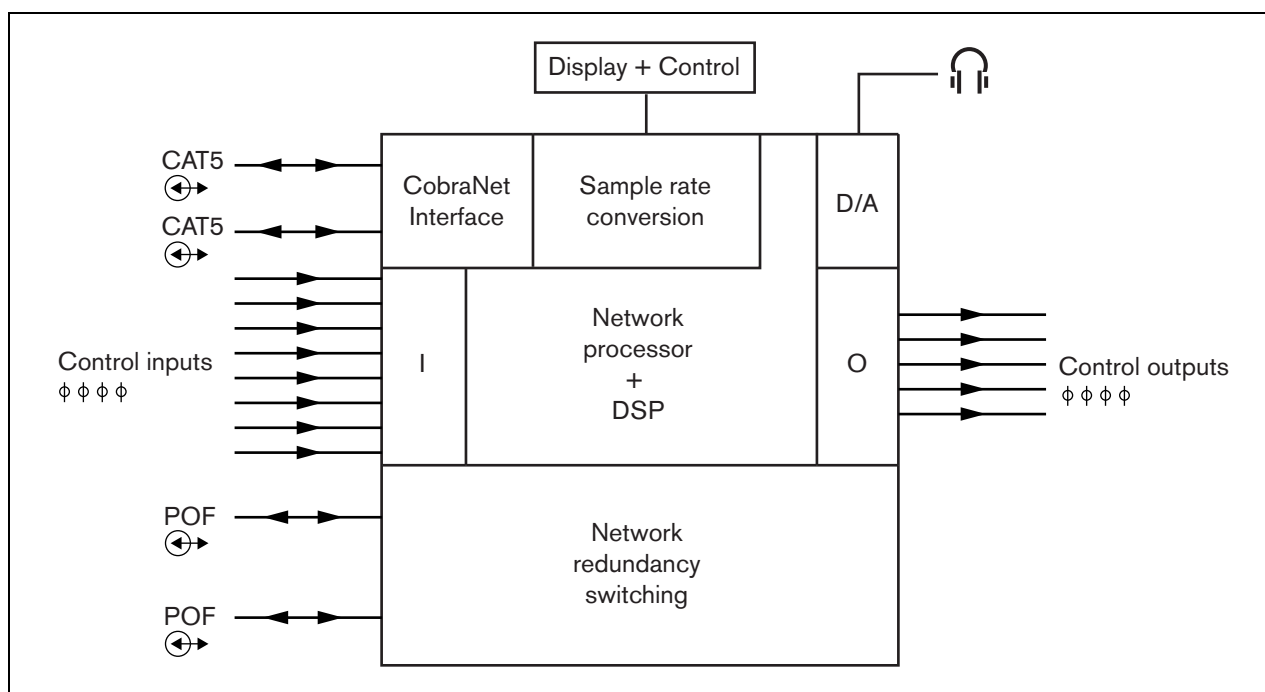 Display + Control
CAT5
CAT5
CobraNet
Interface
Sample rate
conversion
D/A
Control inputs
ϕ ϕ ϕ ϕ
I
Network
processor
+
DSP
O
Control outputs
ϕ ϕ ϕ ϕ
POF
POF
Network
redundancy
switching